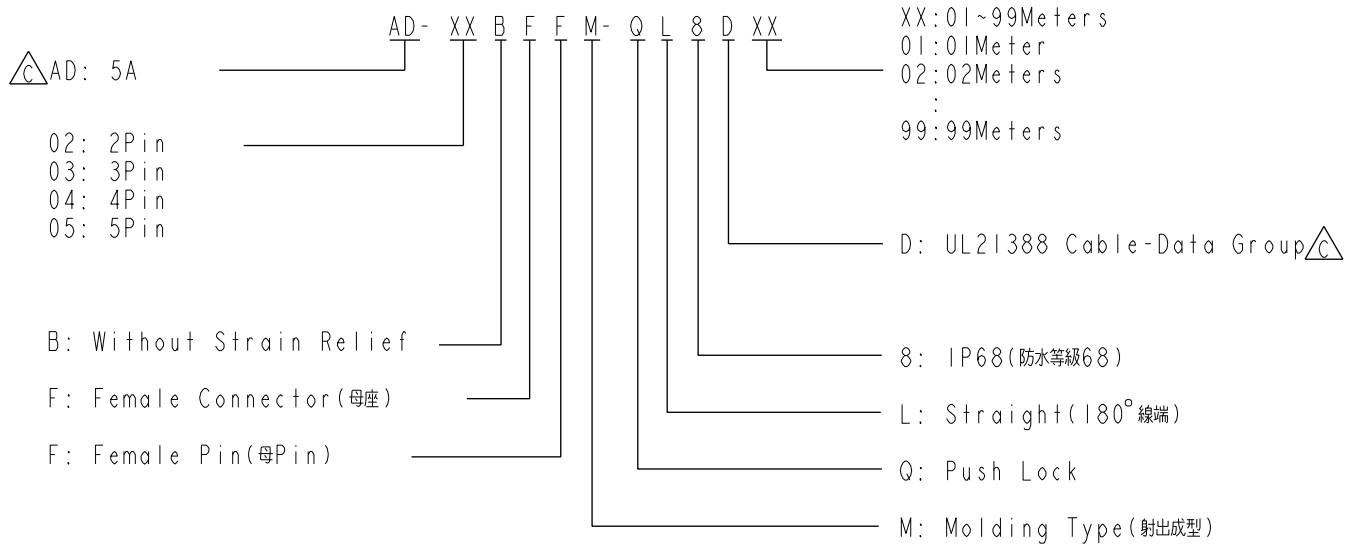 AD- XX B F F M- Q L 8 D XX
C AD: 5A
02: 2Pin
03: 3Pin
04: 4Pin
05: 5Pin
B: Without Strain Relief
F: Female Connector(母座)
F: Female Pin(母Pin)
XX:01~99Meters
01:01Meter
02:02Meters
:
99:99Meters
D: UL21388 Cable-Data Group C
8: IP68(防水等級68)
L: Straight(180° 線端)
Q: Push Lock
M: Molding Type(射出成型)